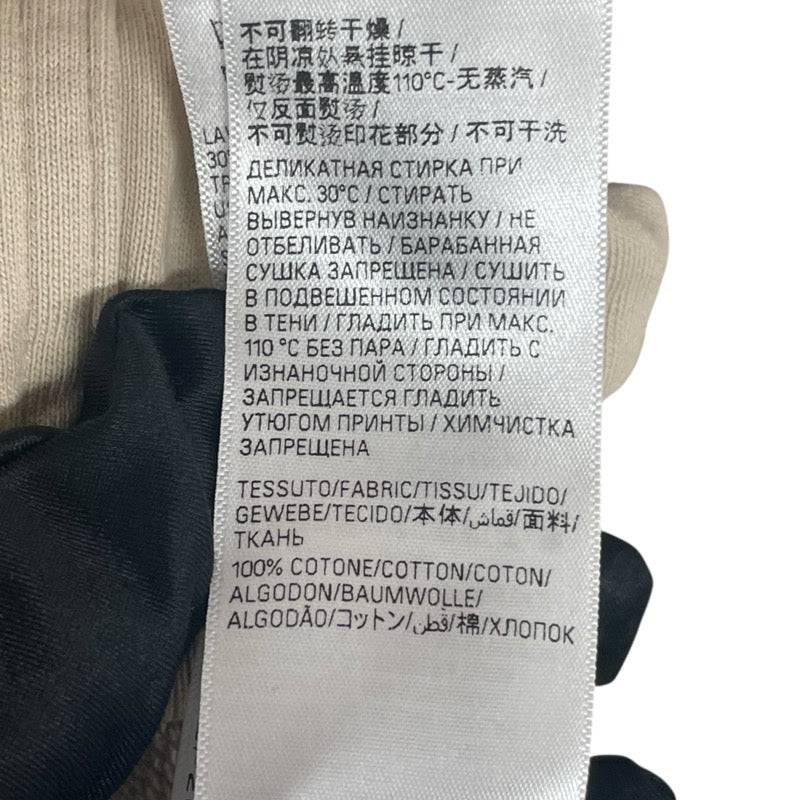 不可翻转干燥/
在阴凉处悬挂晾干/
熨烫最高温度110°C-无蒸汽/
仅反面熨烫/
不可熨烫印花部分/不可干洗
ДЕЛИКАТНАЯ СТИРКА ПРИ
МАКС. 30°C / СТИРАТЬ
ВЫВЕРНУВ НАИЗНАНКУ / НЕ
ОТБЕЛИВАТЬ / БАРАБАННАЯ
СУШКА ЗАПРЕЩЕНА / СУШИТЬ
В ПОДВЕШЕННОМ СОСТОЯНИИ
В ТЕНИ / ГЛАДИТЬ ПРИ МАКС.
110 °C БЕЗ ПАРА / ГЛАДИТЬ С
ИЗНАНОЧНОЙ СТОРОНЫ /
ЗАПРЕЩАЕТСЯ ГЛАДИТЬ
УТЮГОМ ПРИНТЫ / ХИМЧИСТКА
ЗАПРЕЩЕНА
TESSUTO/FABRIC/TISSU/TEJIDO/
GEWEBE/TECIDO/本体/قماش/面料/
ТКАНЬ
100% COTONE/COTTON/COTON/
ALGODON/BAUMWOLLE/
ALGODÃO/コットン/قطن/棉/ХЛОПОК